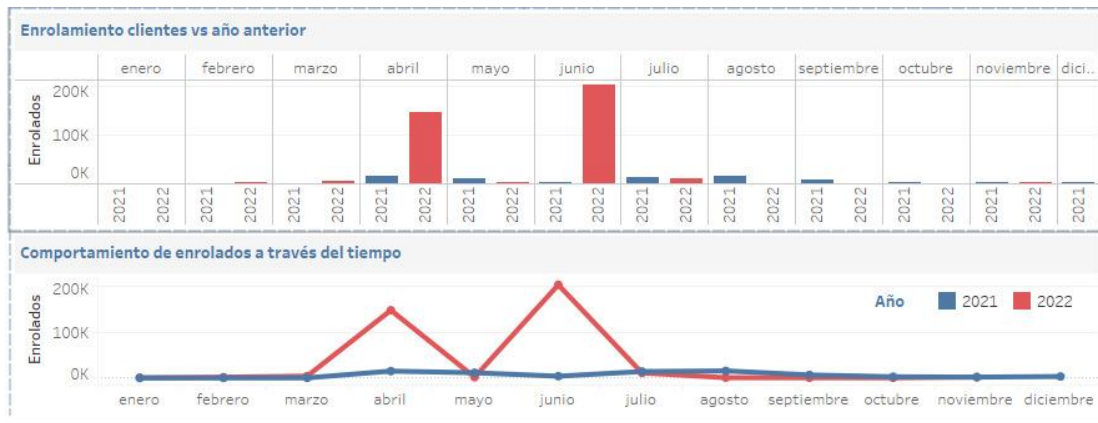 Enrolamiento clientes vs año anterior
enero febrero marzo abril mayo junio julio agosto septiembre octubre noviembre dici..
Enrolados
200K
100K
0K
2021 2022 2021 2022 2021 2022 2021 2022 2021 2022 2021 2022 2021 2022 2021 2022 2021 2022 2021 2022 2021 2022 2021
Comportamiento de enrolados a través del tiempo
Enrolados
200K
100K
0K
Año 2021 2022
enero febrero marzo abril mayo junio julio agosto septiembre octubre noviembre diciembre